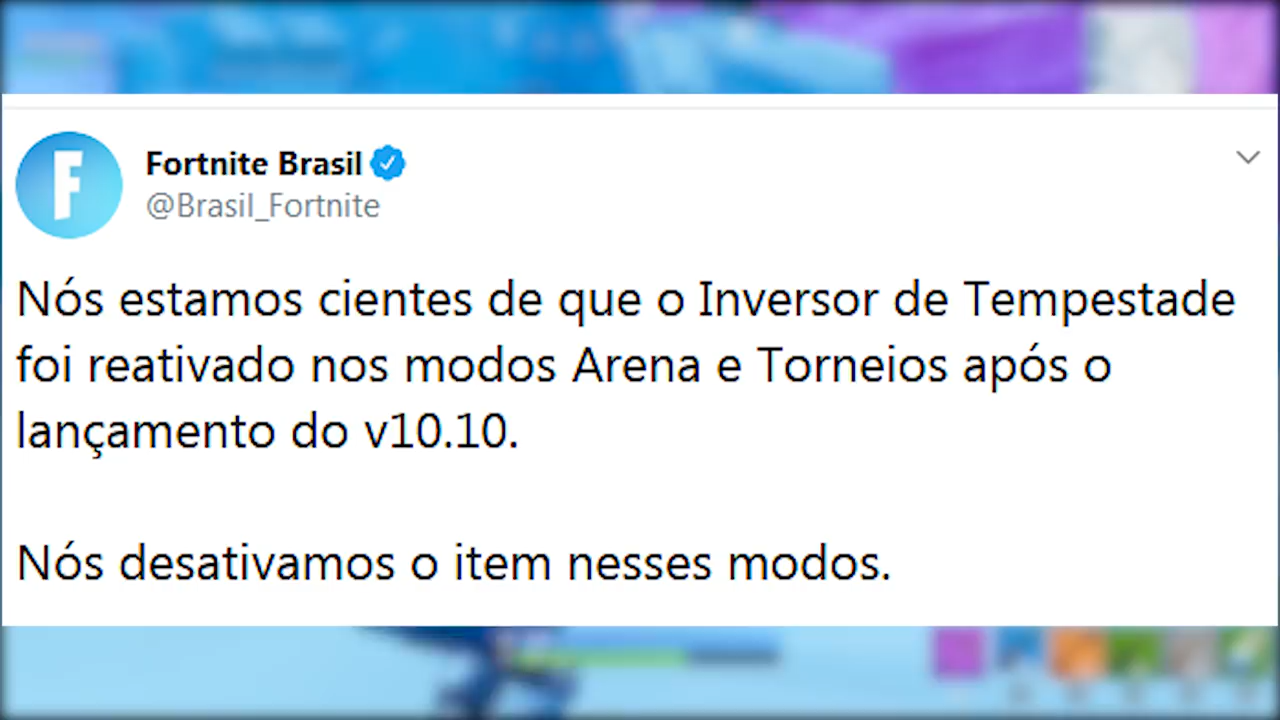 Fortnite Brasil
@Brasil_Fortnite
Nós estamos cientes de que o Inversor de Tempestade
foi reativado nos modos Arena e Torneios após o
lançamento do v10.10.
Nós desativamos o item nesses modos.